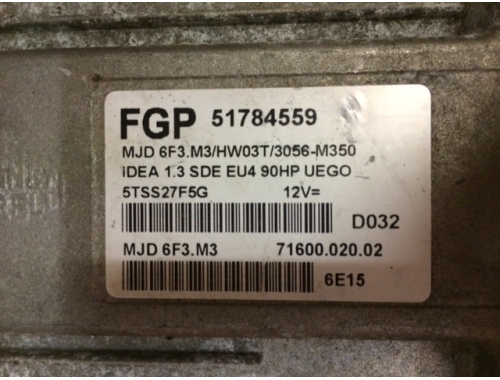 FGP 51784559
MJD 6F3.M3/HW03T/3056-M350
IDEA 1.3 SDE EU4 90HP UEGO
5TSS27F5G 12V=
D032
MJD 6F3.M3 71600.020.02
6E15